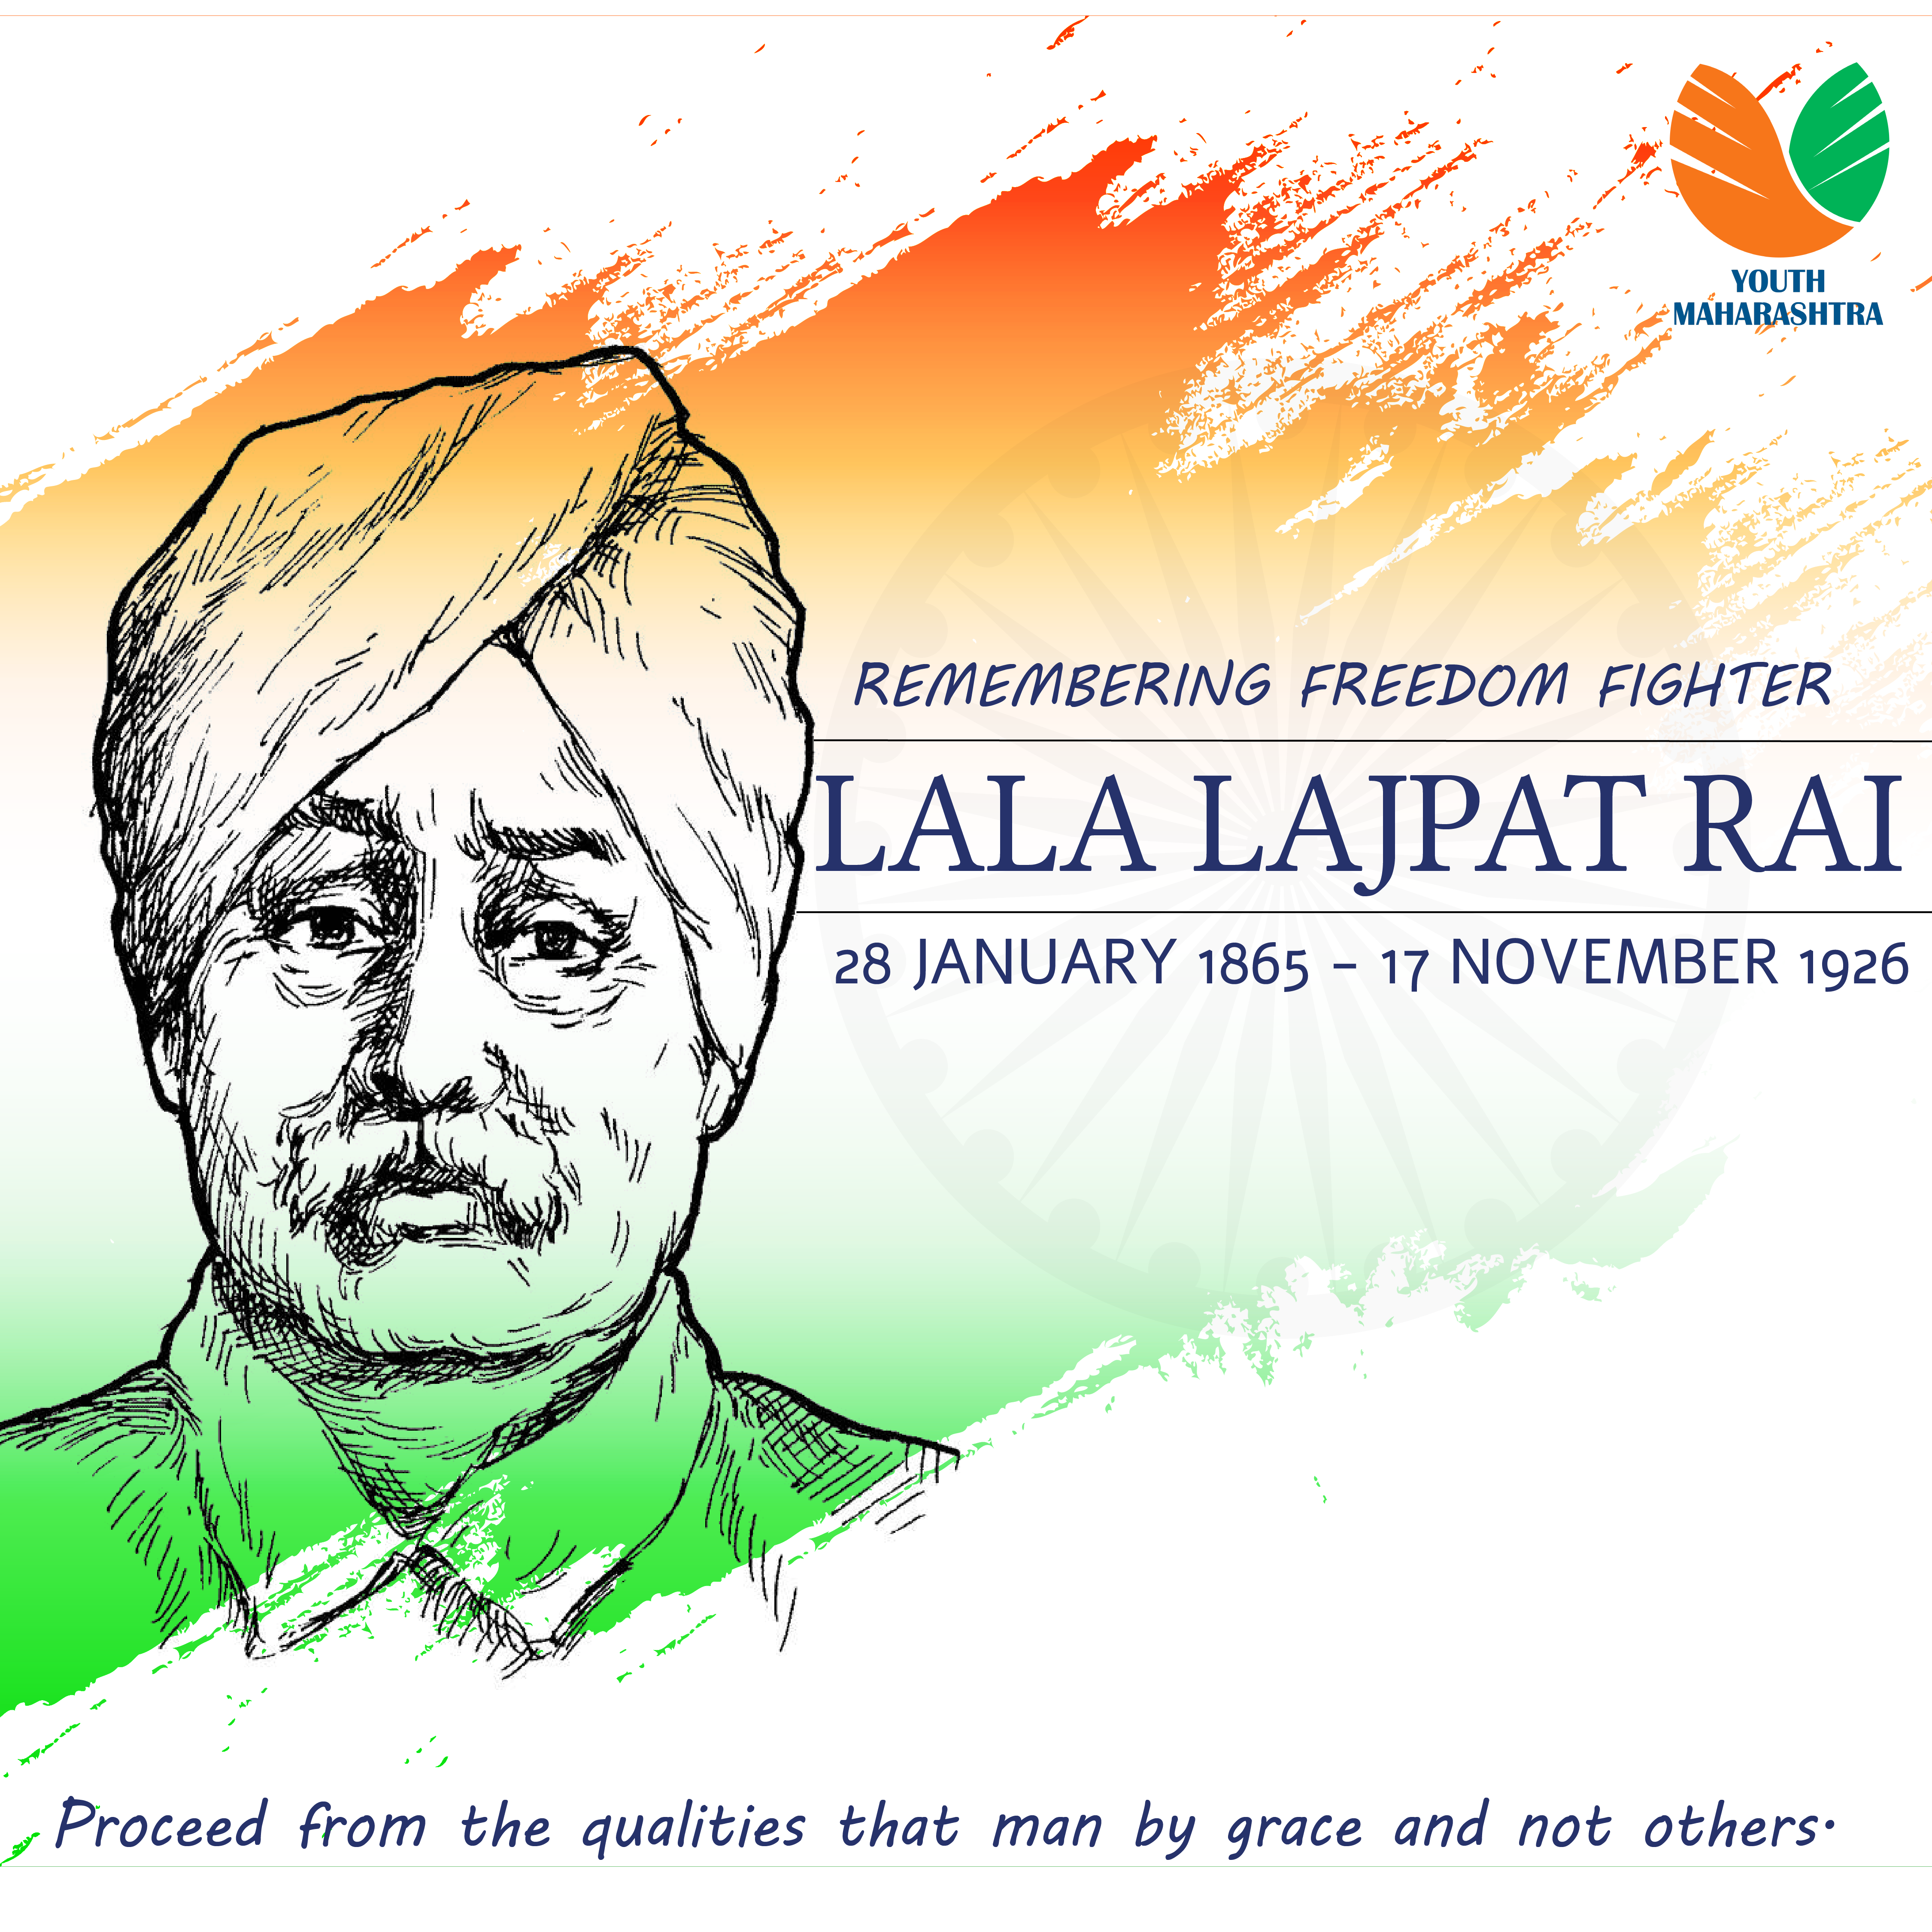 YOUTH
MAHARASHTRA
REMEMBERING FREEDOM FIGHTER
LALA LAJPAT RAI
28 JANUARY 1865 – 17 NOVEMBER 1926
Proceed from the qualities that man by grace and not others.